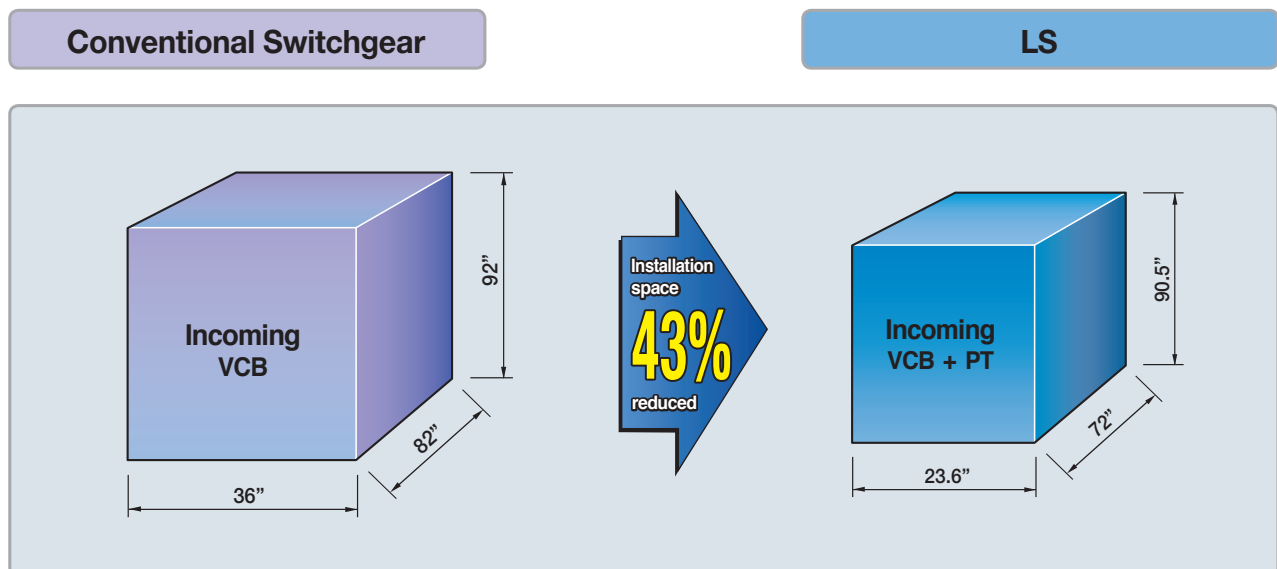 Conventional Switchgear
LS
Incoming
VCB
92”
82”
36”
Installation
space
43%
reduced
Incoming
VCB + PT
90.5”
72”
23.6”